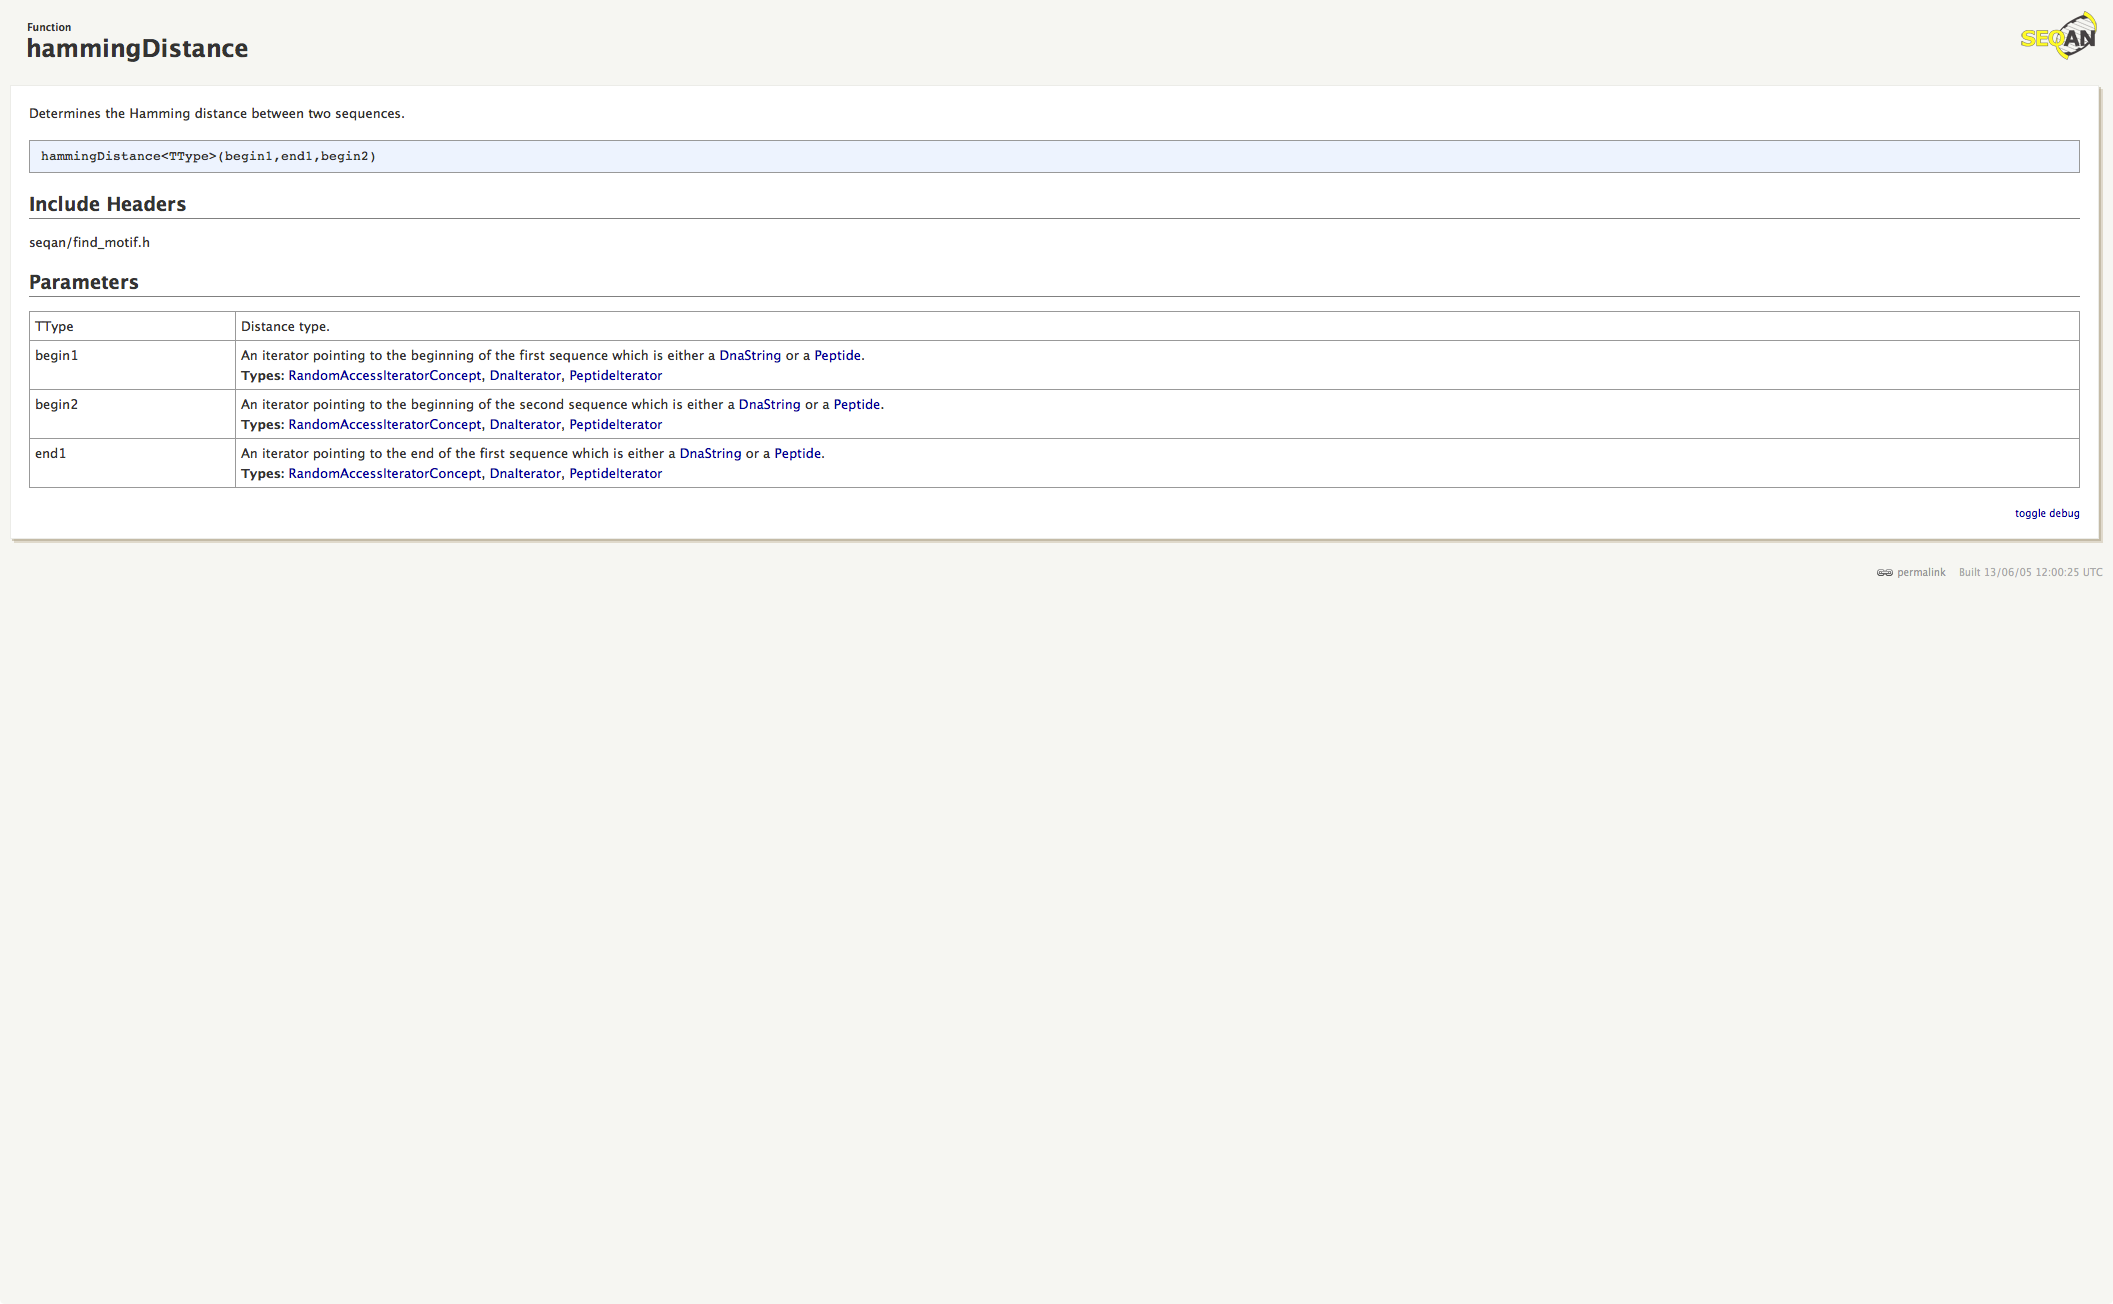 Function
hammingDistance
SEQAN
Determines the Hamming distance between two sequences.
hammingDistance<TType>(begin1,end1,begin2)
Include Headers
seqan/find_motif.h
Parameters
TType Distance type.
begin1 An iterator pointing to the beginning of the first sequence which is either a DnaString or a Peptide.
Types: RandomAccessIteratorConcept, DnaIterator, PeptideIterator
begin2 An iterator pointing to the beginning of the second sequence which is either a DnaString or a Peptide.
Types: RandomAccessIteratorConcept, DnaIterator, PeptideIterator
end1 An iterator pointing to the end of the first sequence which is either a DnaString or a Peptide.
Types: RandomAccessIteratorConcept, DnaIterator, PeptideIterator
toggle debug
permalink Built 13/06/05 12:00:25 UTC